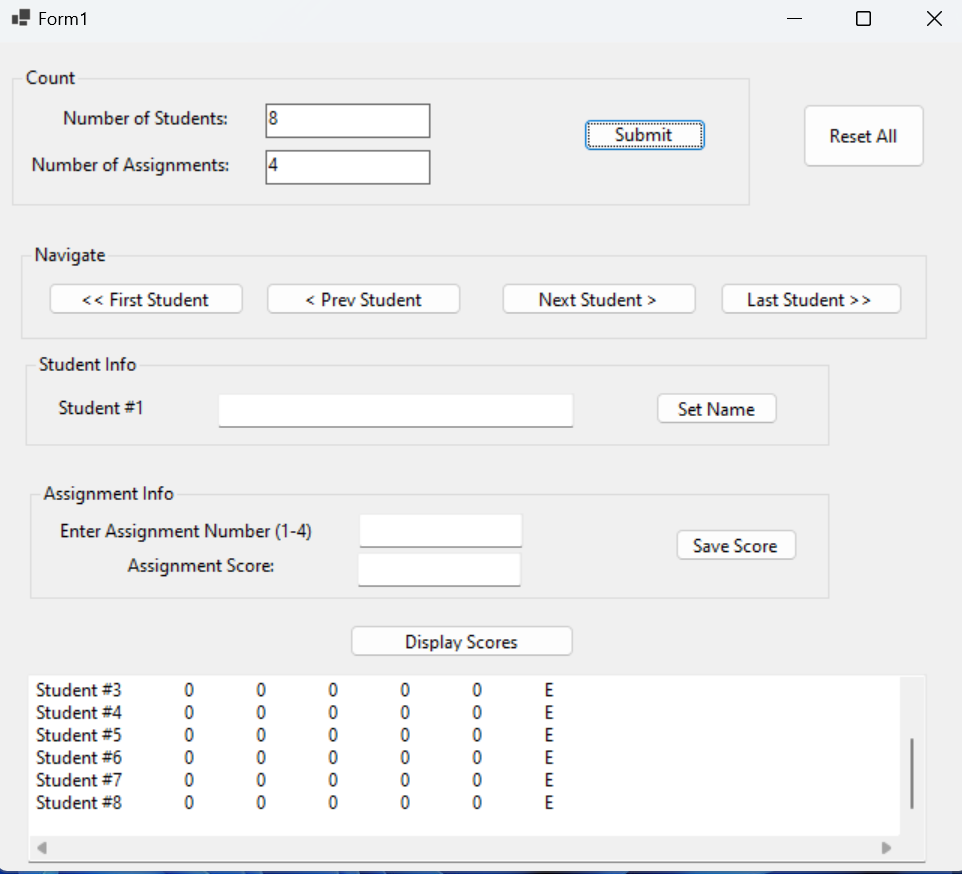 Form1
Count
Number of Students: 8
Submit
Reset All
Number of Assignments: 4
Navigate
<< First Student < Prev Student Next Student > Last Student >>
Student Info
Student #1 Set Name
Assignment Info
Enter Assignment Number (1-4)
Save Score
Assignment Score:
Display Scores
Student #3 0 0 0 0 0 E
Student #4 0 0 0 0 0 E
Student #5 0 0 0 0 0 E
Student #6 0 0 0 0 0 E
Student #7 0 0 0 0 0 E
Student #8 0 0 0 0 0 E